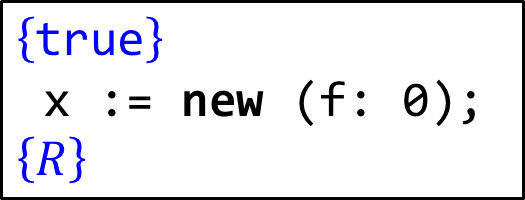 {true}
x := new (f: 0);
{R}